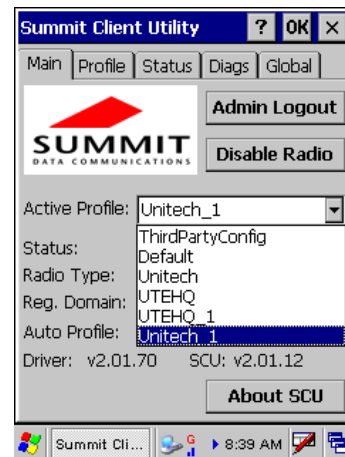 Summit Client Utility ? OK ×
Main Profile Status Diags Global
SUMMIT
DATA COMMUNICATIONS
Admin Logout
Disable Radio
Active Profile: Unitech_1
ThirdPartyConfig
Default
Unitech
UTEHQ
UTEHQ_1
Unitech_1
Status:
Radio Type:
Reg. Domain:
Auto Profile:
Driver: v2.01.70 SCU: v2.01.12
About SCU
Summit Cli... G 8:39 AM